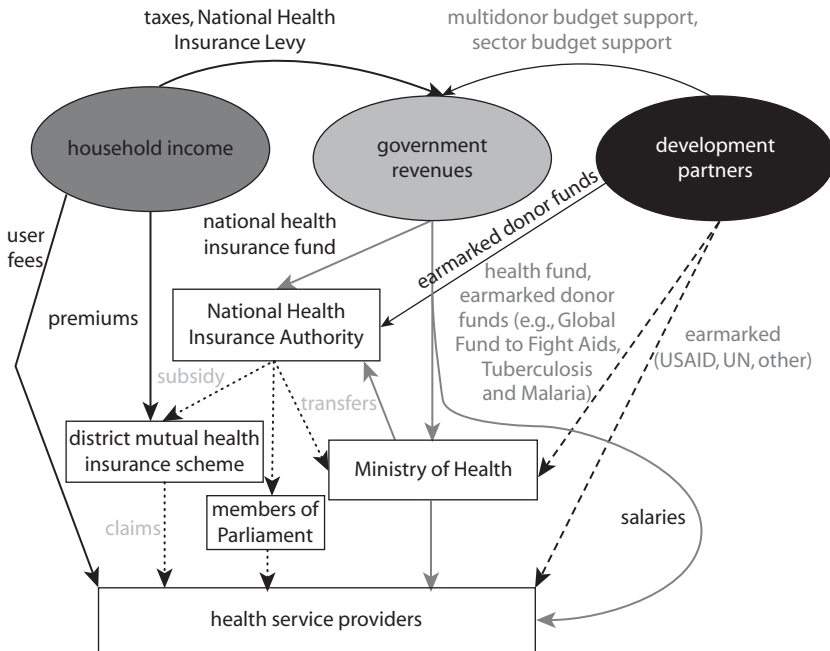 taxes, National Health
Insurance Levy
multidonor budget support,
sector budget support
household income
government
revenues
development
partners
user
fees
national health
insurance fund
earmarked donor funds
premiums
National Health
Insurance Authority
health fund,
earmarked donor
funds (e.g., Global
Fund to Fight Aids,
Tuberculosis
and Malaria)
earmarked
(USAID, UN, other)
subsidy
transfers
district mutual health
insurance scheme
Ministry of Health
claims
members of
Parliament
salaries
health service providers